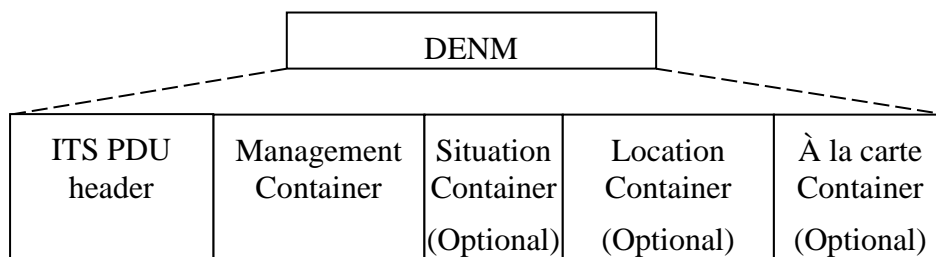 DENM
ITS PDU
header
Management
Container
Situation
Container
(Optional)
Location
Container
(Optional)
À la carte
Container
(Optional)